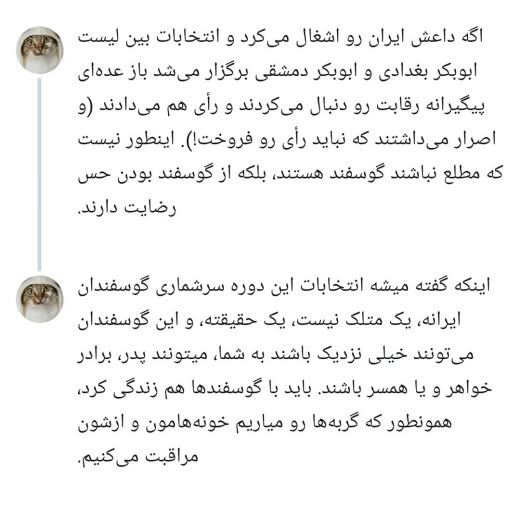 اگه داعش ایران رو اشغال می‌کرد و انتخابات بین لیست
ابوبکر بغدادی و ابوبکر دمشقی برگزار می‌شد باز عده‌ای
پیگیرانه رقابت رو دنبال می‌کردند و رأی هم می‌دادند (و
اصرار می‌داشتند که نباید رأی رو فروخت!). اینطور نیست
که مطلع نباشند گوسفند هستند، بلکه از گوسفند بودن حس
رضایت دارند.
اینکه گفته میشه انتخابات این دوره سرشماری گوسفندان
ایرانه، یک متلک نیست، یک حقیقته، و این گوسفندان
می‌تونند خیلی نزدیک باشند به شما، میتونند پدر، برادر
خواهر و یا همسر باشند. باید با گوسفندها هم زندگی کرد،
همونطور که گربه‌ها رو میاریم خونه‌هامون و ازشون
مراقبت می‌کنیم.